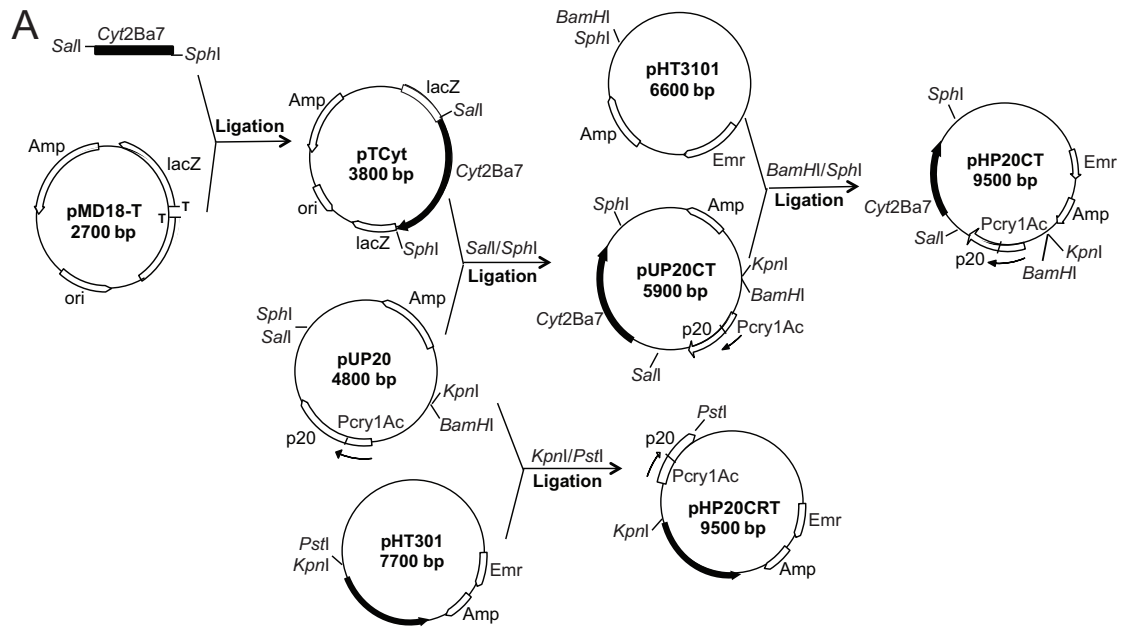 A
Cyt2Ba7
SalI
SphI
Amp
lacZ
pMD18-T
2700 bp
T
T
ori
Ligation
Amp
lacZ
SalI
pTCyt
3800 bp
Cyt2Ba7
ori
lacZ
SphI
SphI
SalI
Amp
pUP20
4800 bp
KpnI
BamHI
Pcry1Ac
p20
SalI/SphI
Ligation
PstI
KpnI
pHT301
7700 bp
Emr
Amp
BamHI
SphI
pHT3101
6600 bp
Amp
Emr
SphI
Amp
pUP20CT
5900 bp
KpnI
BamHI
Cyt2Ba7
p20
Pcry1Ac
SalI
BamHI/SphI
Ligation
SphI
pHP20CT
9500 bp
Emr
Cyt2Ba7
Amp
Pcry1Ac
SalI
p20
KpnI
BamHI
KpnI/PstI
Ligation
PstI
p20
Pcry1Ac
pHP20CRT
9500 bp
KpnI
Emr
Amp